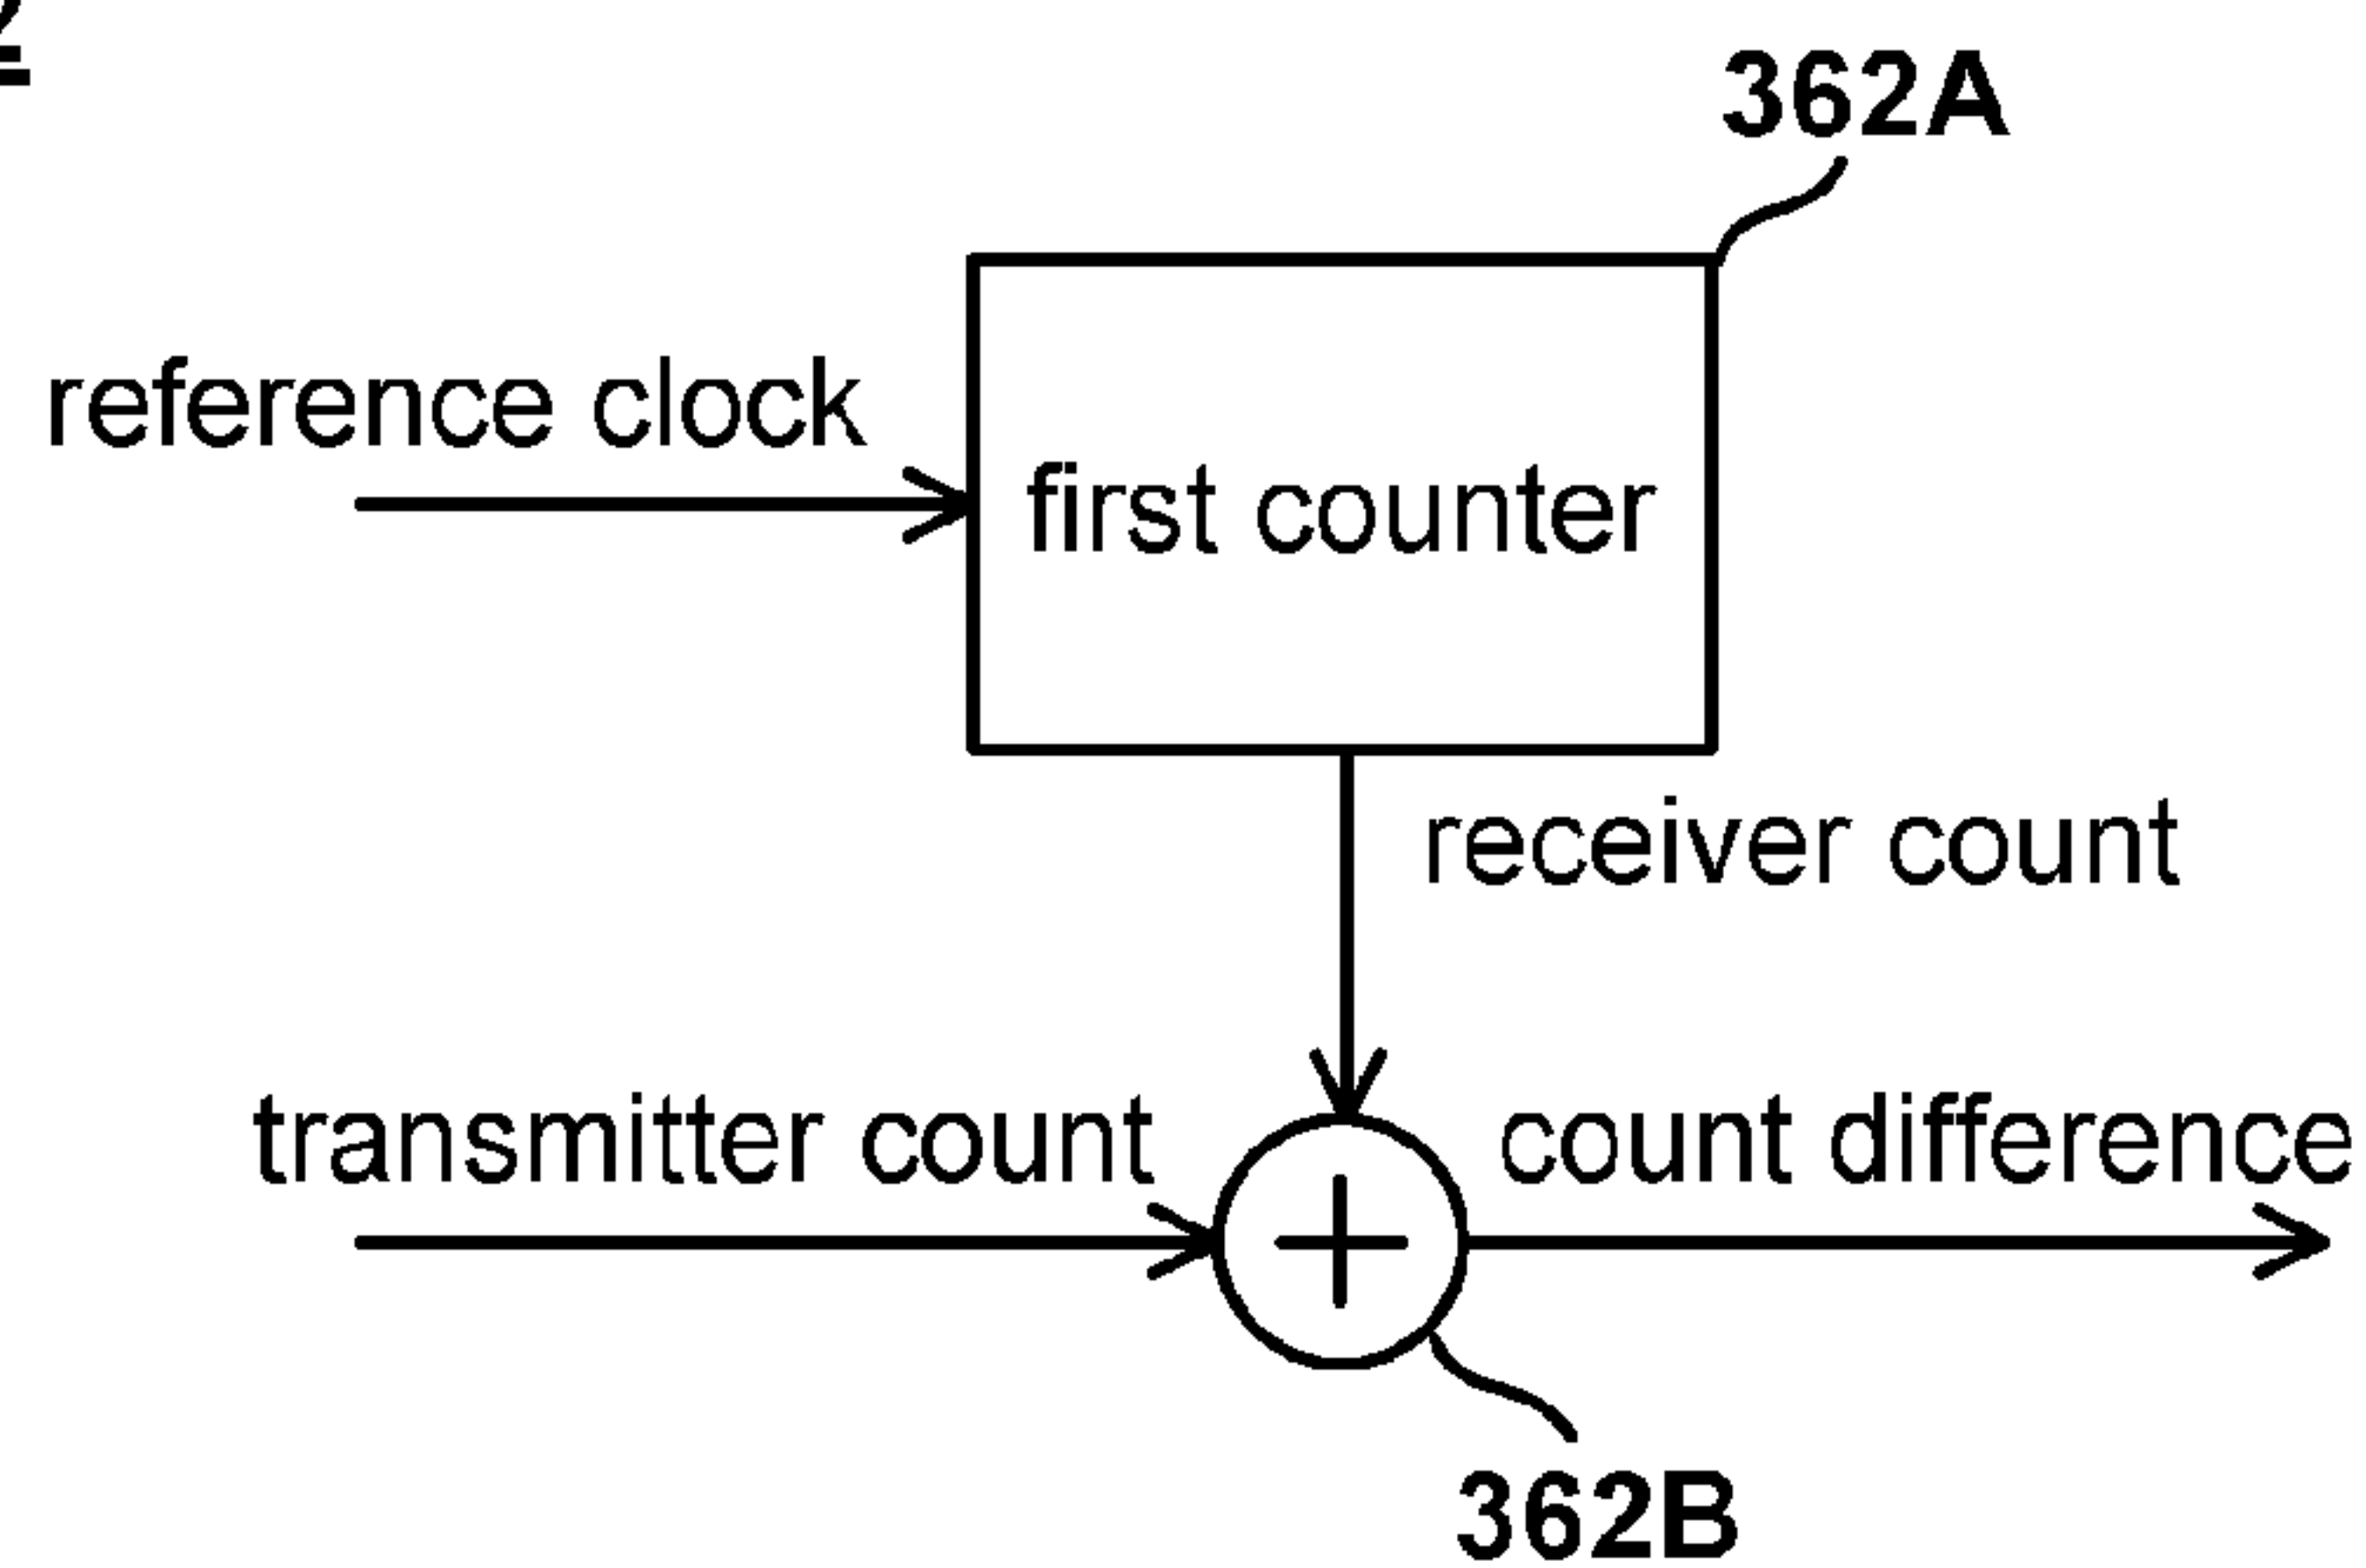 362A
reference clock
first counter
receiver count
transmitter count
count difference
362B